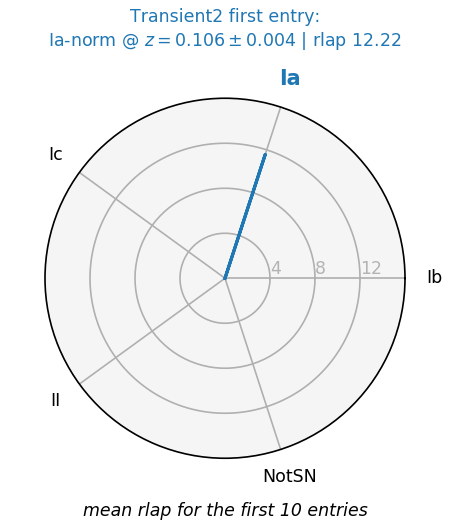 Transient2 first entry:
Ia-norm @ z = 0.106 ± 0.004 | rlap 12.22
Ia
Ic
4 8 12
Ib
II
NotSN
mean rlap for the first 10 entries